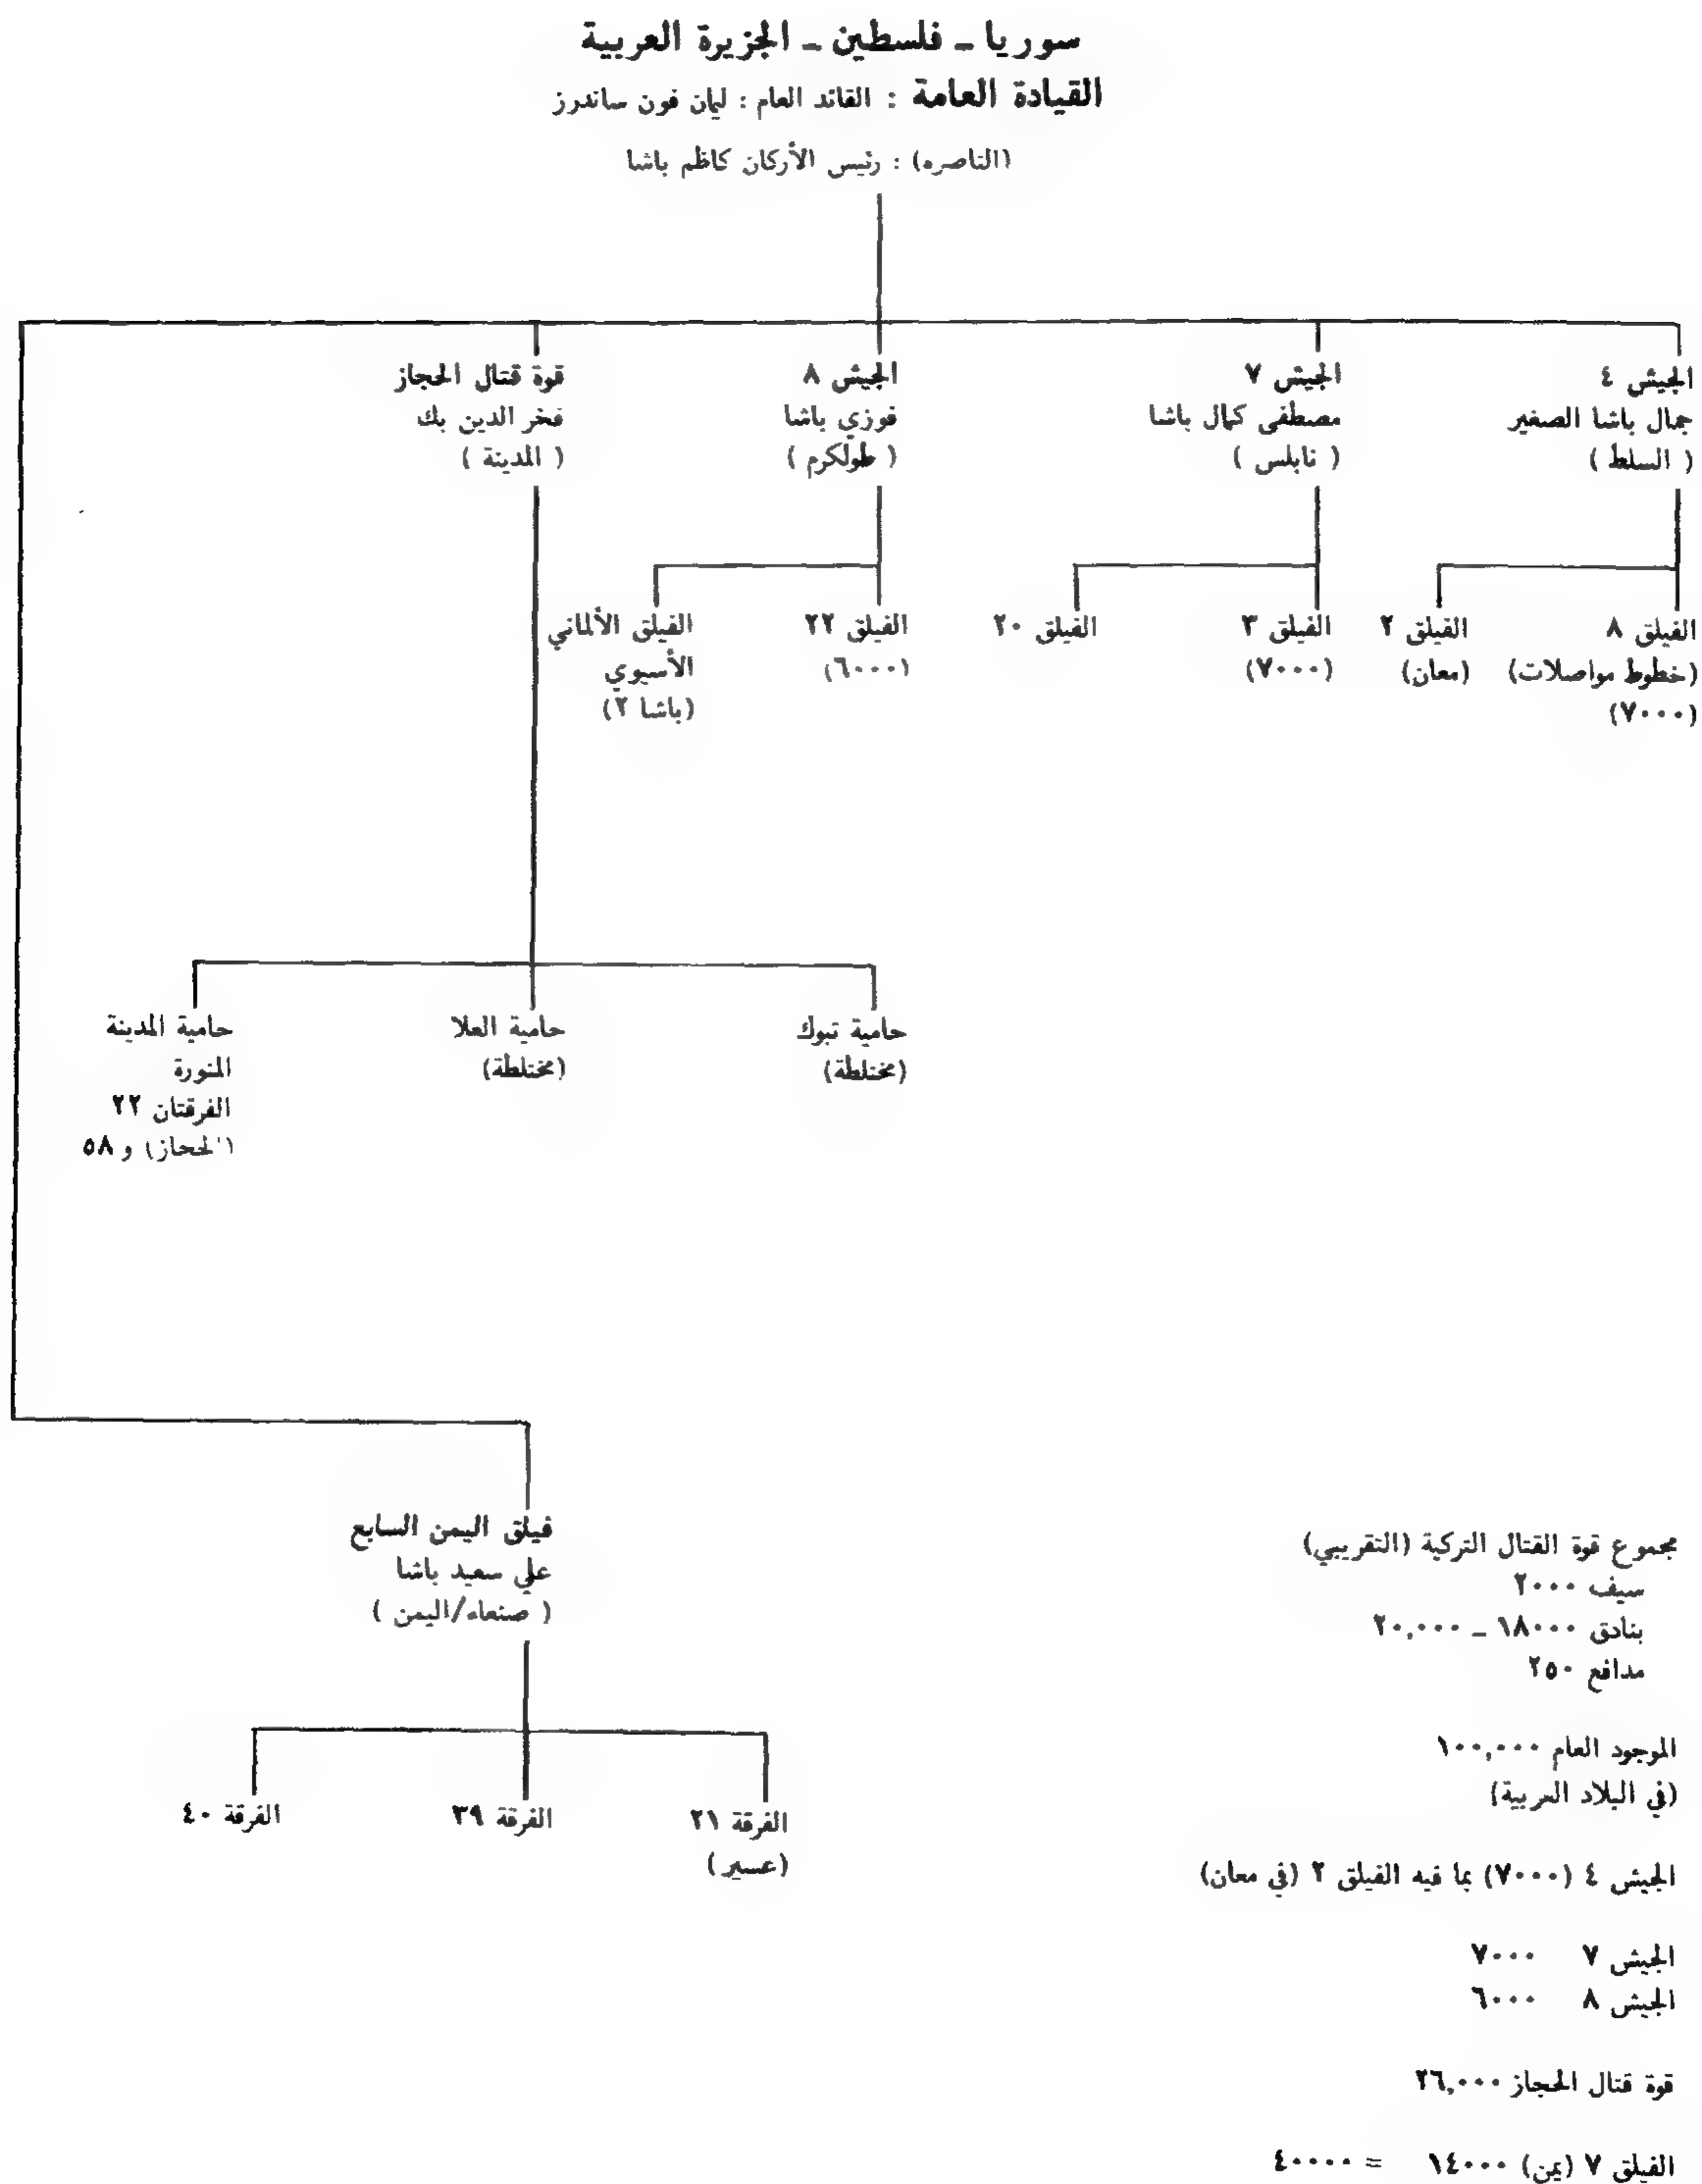 سوريا ـ فلسطين ـ الجزيرة العربية
القيادة العامة : القائد العام : ليمان فون ساندرز
(الناصره) : رئيس الأركان كاظم باشا
الجيش ٤
جمال باشا الصغير
( السلط )
الجيش ٧
مصطفى كمال باشا
( نابلس )
الجيش ٨
فوزي باشا
( طولكرم )
قوة قتال الحجاز
فخر الدين بك
( المدينة )
الفيلق ٨
(خطوط مواصلات)
(٧٠٠٠)
الفيلق ٢
(معان)
الفيلق ٣
(٧٠٠٠)
الفيلق ٢٠
الفيلق ٢٢
(٦٠٠٠)
الفيلق الألماني
الأسيوي
(باشا ٢)
حامية تبوك
(مختلطة)
حامية العلا
(مختلطة)
حامية المدينة
المنورة
الفرقتان ٢٢
(الحجاز) و ٥٨
فيلق اليمن السابع
علي سعيد باشا
( صنعاء/اليمن )
الفرقة ٢١
(عسير)
الفرقة ٣٩
الفرقة ٤٠
مجموع قوة القتال التركية (التقريبي)
سيف ٢٠٠٠
بنادق ١٨٠٠٠ ـ ٢٠,٠٠٠
مدافع ٢٥٠
الموجود العام ١٠٠,٠٠٠
(في البلاد العربية)
الجيش ٤ (٧٠٠٠) بما فيه الفيلق ٢ (في معان)
الجيش ٧ ٧٠٠٠
الجيش ٨ ٦٠٠٠
قوة قتال الحجاز ٢٦,٠٠٠
الفيلق ٧ (يمن) ١٤٠٠٠ = ٤٠٠٠٠